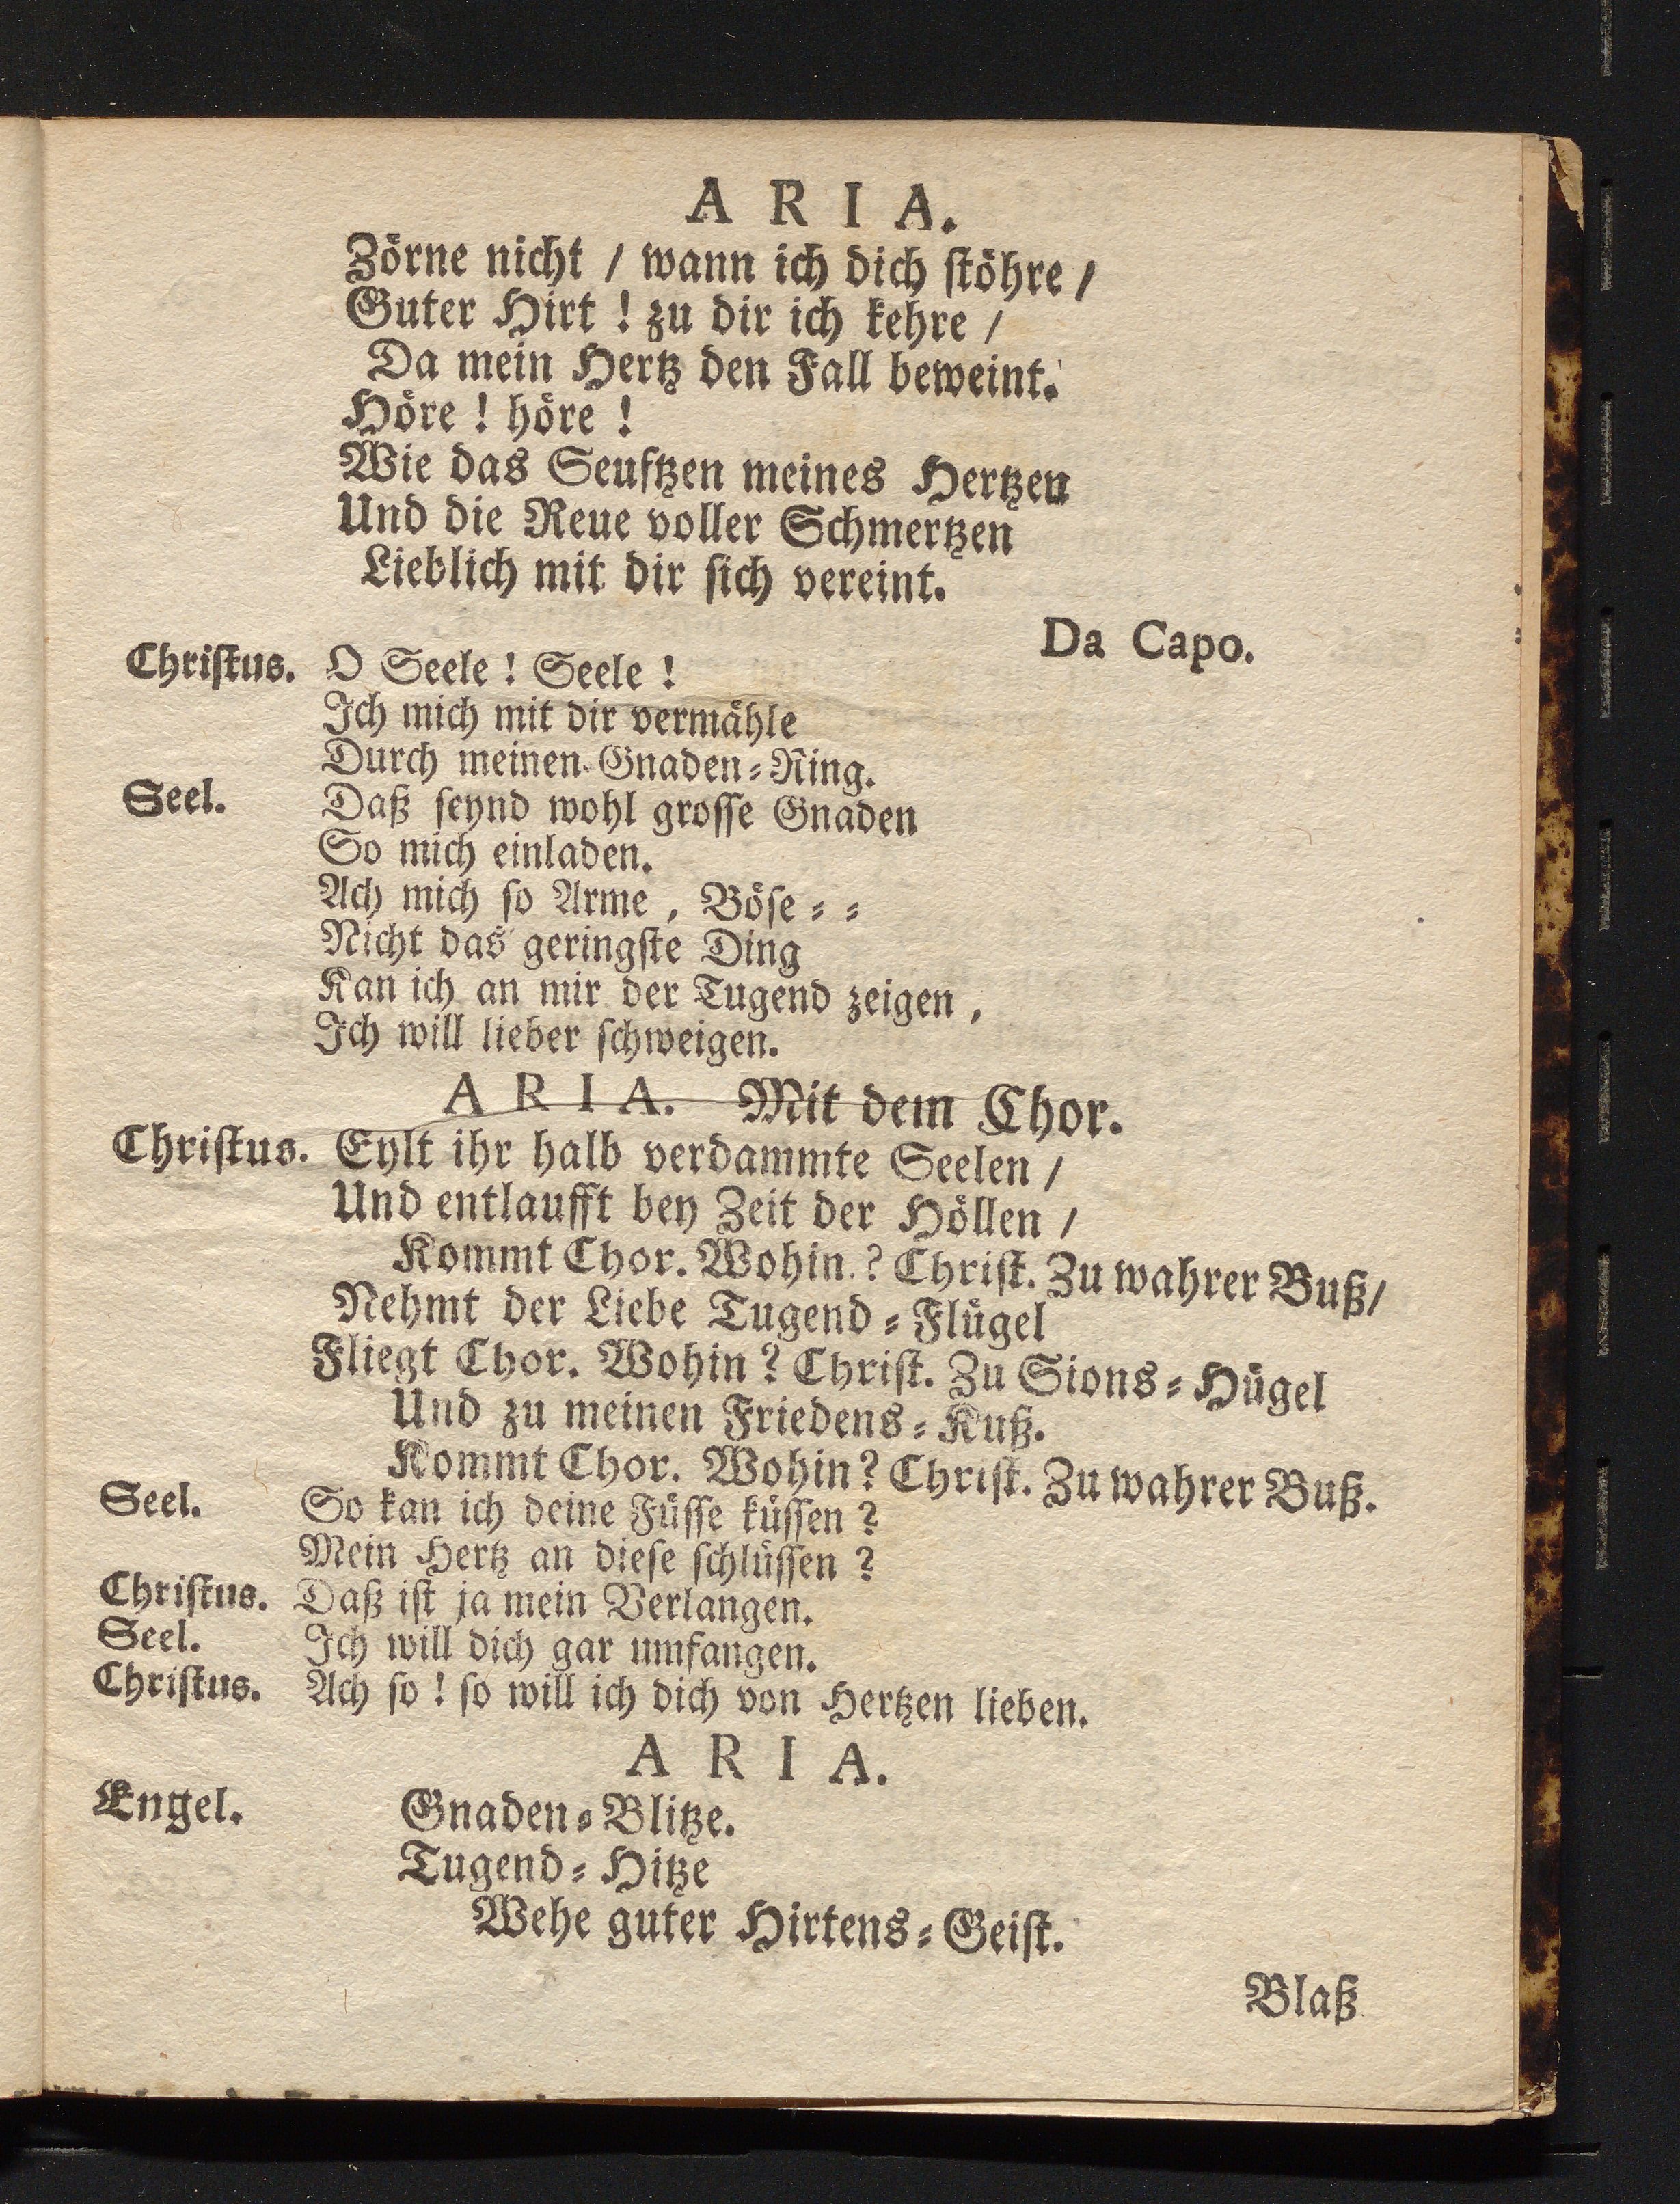 ARIA.
Zörne nicht / wann ich dich stöhre /
Guter Hirt ! zu dir ich kehre /
Da mein Hertz den Fall beweint.
Höre ! höre !
Wie das Seuftzen meines Hertzen
Und die Reue voller Schmertzen
Lieblich mit dir sich vereint.
Da Capo.
Christus. O Seele ! Seele !
Ich mich mit dir vermähle
Durch meinen Gnaden-Ring.
Seel. Daß seynd wohl grosse Gnaden
So mich einladen.
Ach mich so Arme , Böse - -
Nicht das geringste Ding
Kan ich an mir der Tugend zeigen ,
Ich will lieber schweigen.
ARIA. Mit dem Chor.
Christus. Eylt ihr halb verdammte Seelen /
Und entlaufft bey Zeit der Höllen /
Kommt Chor. Wohin ? Christ. Zu wahrer Buß /
Nehmt der Liebe Tugend-Flügel
Fliegt Chor. Wohin ? Christ. Zu Sions-Hügel
Und zu meinen Friedens-Kuß.
Kommt Chor. Wohin ? Christ. Zu wahrer Buß.
Seel. So kan ich deine Füsse küssen ?
Mein Hertz an diese schlüssen ?
Christus. Daß ist ja mein Verlangen.
Seel. Ich will dich gar umfangen.
Christus. Ach so ! so will ich dich von Hertzen lieben.
ARIA.
Engel. Gnaden-Blitze.
Tugend-Hitze
Wehe guter Hirtens-Geist.
Blaß